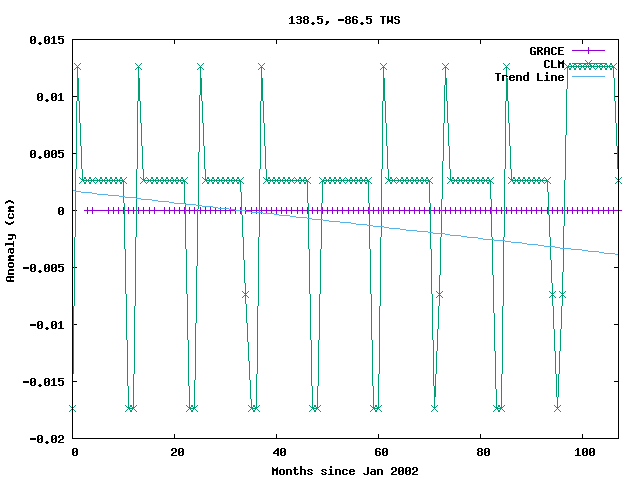 138.5, -86.5 TWS
0.015
0.01
0.005
0
-0.005
-0.01
-0.015
-0.02
Anomaly (cm)
GRACE
CLM
Trend Line
0 20 40 60 80 100
Months since Jan 2002